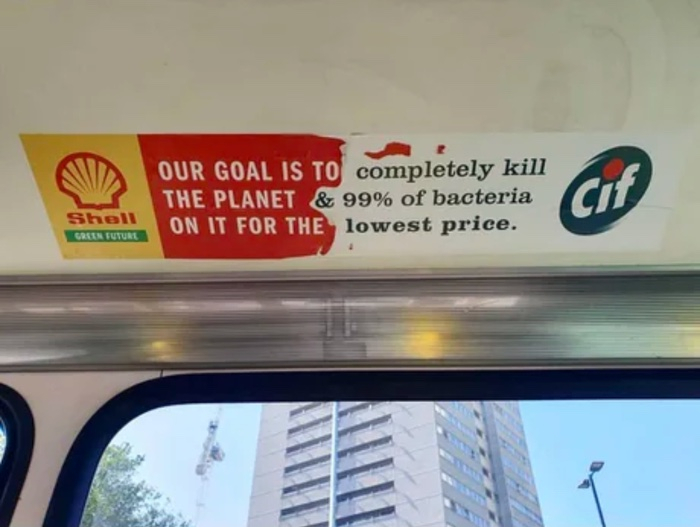 Shell
GREEN FUTURE
OUR GOAL IS TO completely kill
THE PLANET & 99% of bacteria
ON IT FOR THE lowest price.
Cif